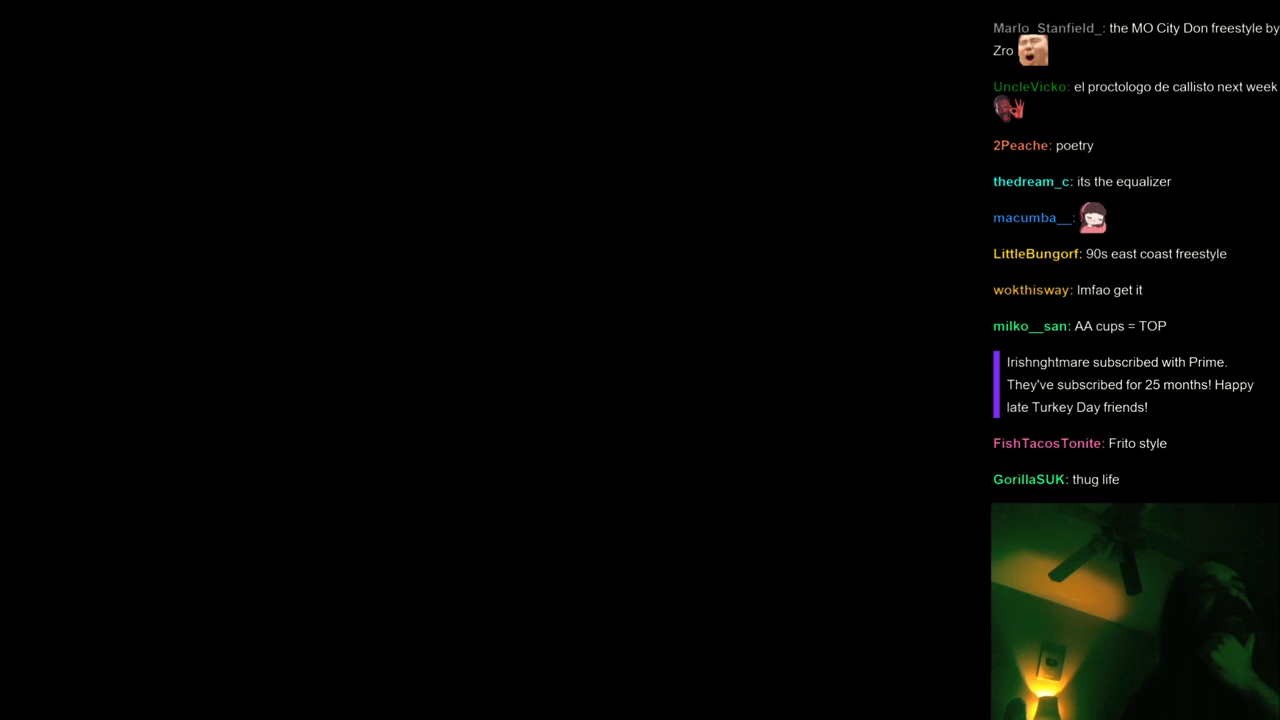 Marlo_Stanfield_: the MO City Don freestyle by
Zro
UncleVicko: el proctologo de callisto next week
2Peache: poetry
thedream_c: its the equalizer
macumba__:
LittleBungorf: 90s east coast freestyle
wokthisway: lmfao get it
milko__san: AA cups = TOP
Irishnghtmare subscribed with Prime.
They've subscribed for 25 months! Happy
late Turkey Day friends!
FishTacosTonite: Frito style
GorillaSUK: thug life